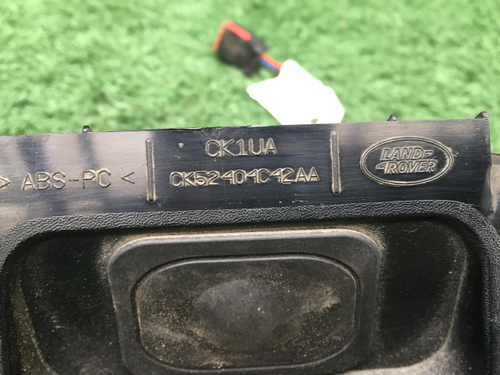 CK1UA
> ABS-PC <
CK52404C42AA
LAND-
ROVER